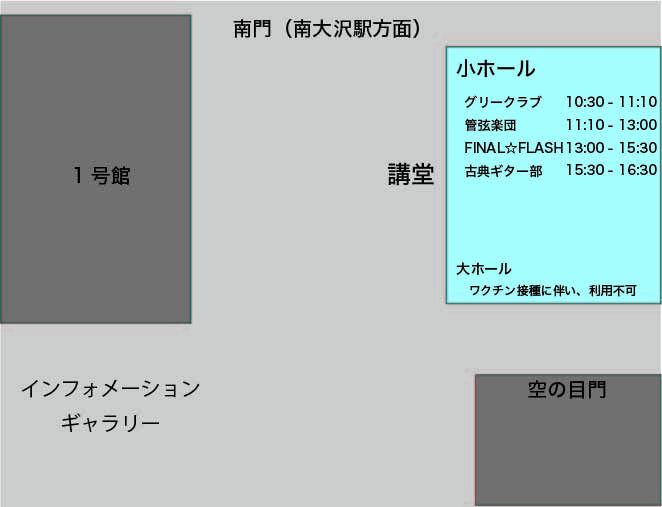 南門（南大沢駅方面）
小ホール
グリークラブ 10:30 - 11:10
管弦楽団 11:10 - 13:00
FINAL☆FLASH 13:00 - 15:30
古典ギター部 15:30 - 16:30
大ホール
ワクチン接種に伴い、利用不可
講堂
1 号館
インフォメーション
ギャラリー
空の目門